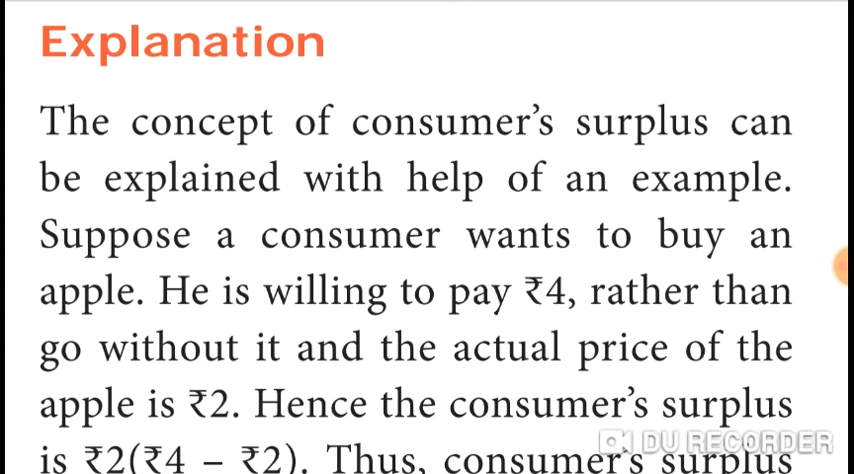 Explanation
The concept of consumer's surplus can
be explained with help of an example.
Suppose a consumer wants to buy an
apple. He is willing to pay ₹4, rather than
go without it and the actual price of the
apple is ₹2. Hence the consumer's surplus
is ₹2(₹4 – ₹2). Thus, consumer's surplus
DU RECORDER